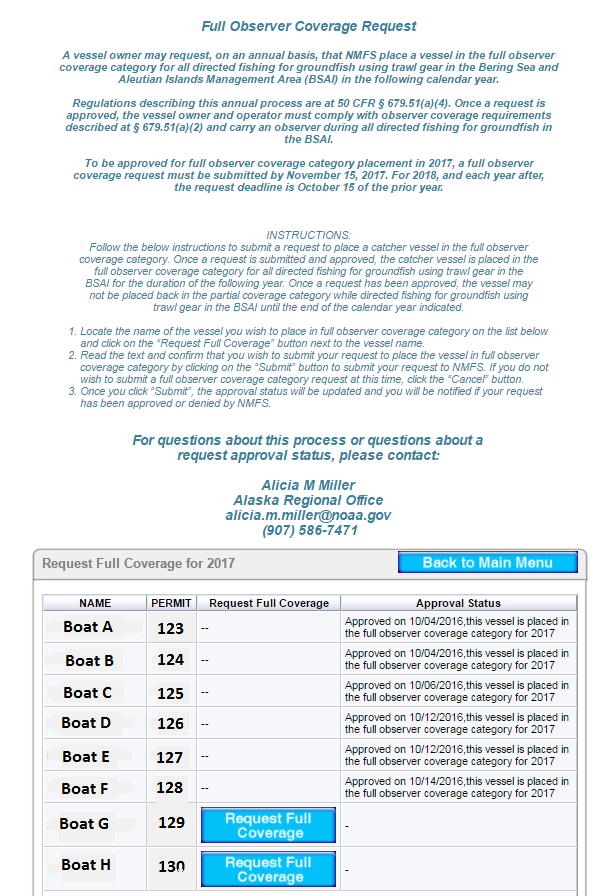 Full Observer Coverage Request
A vessel owner may request, on an annual basis, that NMFS place a vessel in the full observer
coverage category for all directed fishing for groundfish using trawl gear in the Bering Sea and
Aleutian Islands Management Area (BSAI) in the following calendar year.
Regulations describing this annual process are at 50 CFR § 679.51(a)(4). Once a request is
approved, the vessel owner and operator must comply with observer coverage requirements
described at § 679.51(a)(2) and carry an observer during all directed fishing for groundfish in
the BSAI.
To be approved for full observer coverage category placement in 2017, a full observer
coverage request must be submitted by November 15, 2017. For 2018, and each year after,
the request deadline is October 15 of the prior year.
INSTRUCTIONS:
Follow the below instructions to submit a request to place a catcher vessel in the full observer
coverage category. Once a request is submitted and approved, the catcher vessel is placed in the
full observer coverage category for all directed fishing for groundfish using trawl gear in the
BSAI for the duration of the following year. Once a request has been approved, the vessel may
not be placed back in the partial coverage category while directed fishing for groundfish using
trawl gear in the BSAI until the end of the calendar year indicated.
1. Locate the name of the vessel you wish to place in full observer coverage category on the list below
and click on the “Request Full Coverage” button next to the vessel name.
2. Read the text and confirm that you wish to submit your request to place the vessel in full observer
coverage category by clicking on the “Submit” button to submit your request to NMFS. If you do not
wish to submit a full observer coverage category request at this time, click the “Cancel” button.
3. Once you click “Submit”, the approval status will be updated and you will be notified if your request
has been approved or denied by NMFS.
For questions about this process or questions about a
request approval status, please contact:
Alicia M Miller
Alaska Regional Office
alicia.m.miller@noaa.gov
(907) 586-7471
Request Full Coverage for 2017 Back to Main Menu
NAME PERMIT Request Full Coverage Approval Status
Boat A 123 -- Approved on 10/04/2016,this vessel is placed in
the full observer coverage category for 2017
Boat B 124 -- Approved on 10/04/2016,this vessel is placed in
the full observer coverage category for 2017
Boat C 125 -- Approved on 10/06/2016,this vessel is placed in
the full observer coverage category for 2017
Boat D 126 -- Approved on 10/12/2016,this vessel is placed in
the full observer coverage category for 2017
Boat E 127 -- Approved on 10/12/2016,this vessel is placed in
the full observer coverage category for 2017
Boat F 128 -- Approved on 10/14/2016,this vessel is placed in
the full observer coverage category for 2017
Boat G 129 Request Full
Coverage -
Boat H 130 Request Full
Coverage -